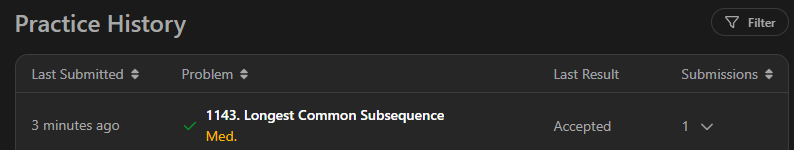 Practice History
Filter
Last Submitted Problem Last Result Submissions
1143. Longest Common Subsequence
3 minutes ago Accepted 1
Med.